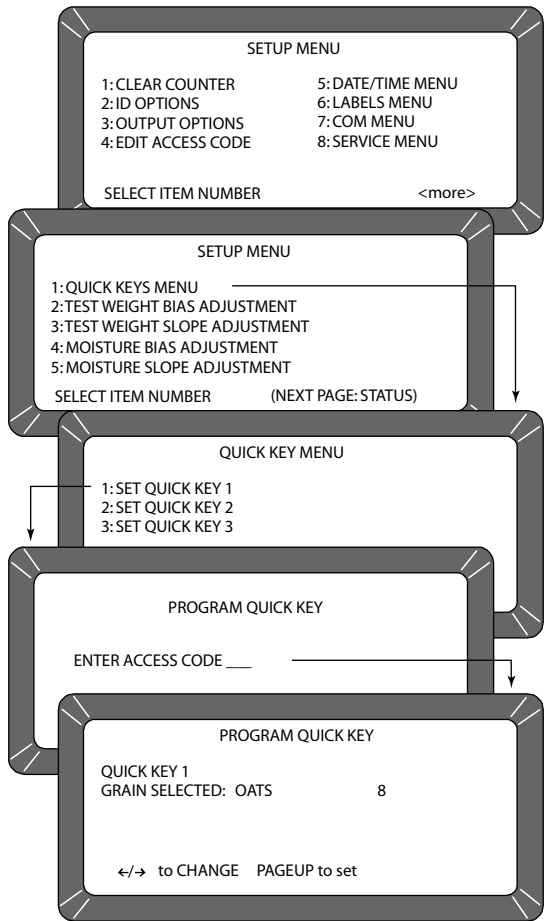 SETUP MENU
1: CLEAR COUNTER 5: DATE/TIME MENU
2: ID OPTIONS 6: LABELS MENU
3: OUTPUT OPTIONS 7: COM MENU
4: EDIT ACCESS CODE 8: SERVICE MENU
SELECT ITEM NUMBER <more>
SETUP MENU
1: QUICK KEYS MENU
2: TEST WEIGHT BIAS ADJUSTMENT
3: TEST WEIGHT SLOPE ADJUSTMENT
4: MOISTURE BIAS ADJUSTMENT
5: MOISTURE SLOPE ADJUSTMENT
SELECT ITEM NUMBER (NEXT PAGE: STATUS)
QUICK KEY MENU
1: SET QUICK KEY 1
2: SET QUICK KEY 2
3: SET QUICK KEY 3
PROGRAM QUICK KEY
ENTER ACCESS CODE ___
PROGRAM QUICK KEY
QUICK KEY 1
GRAIN SELECTED: OATS 8
←/→ to CHANGE PAGEUP to set